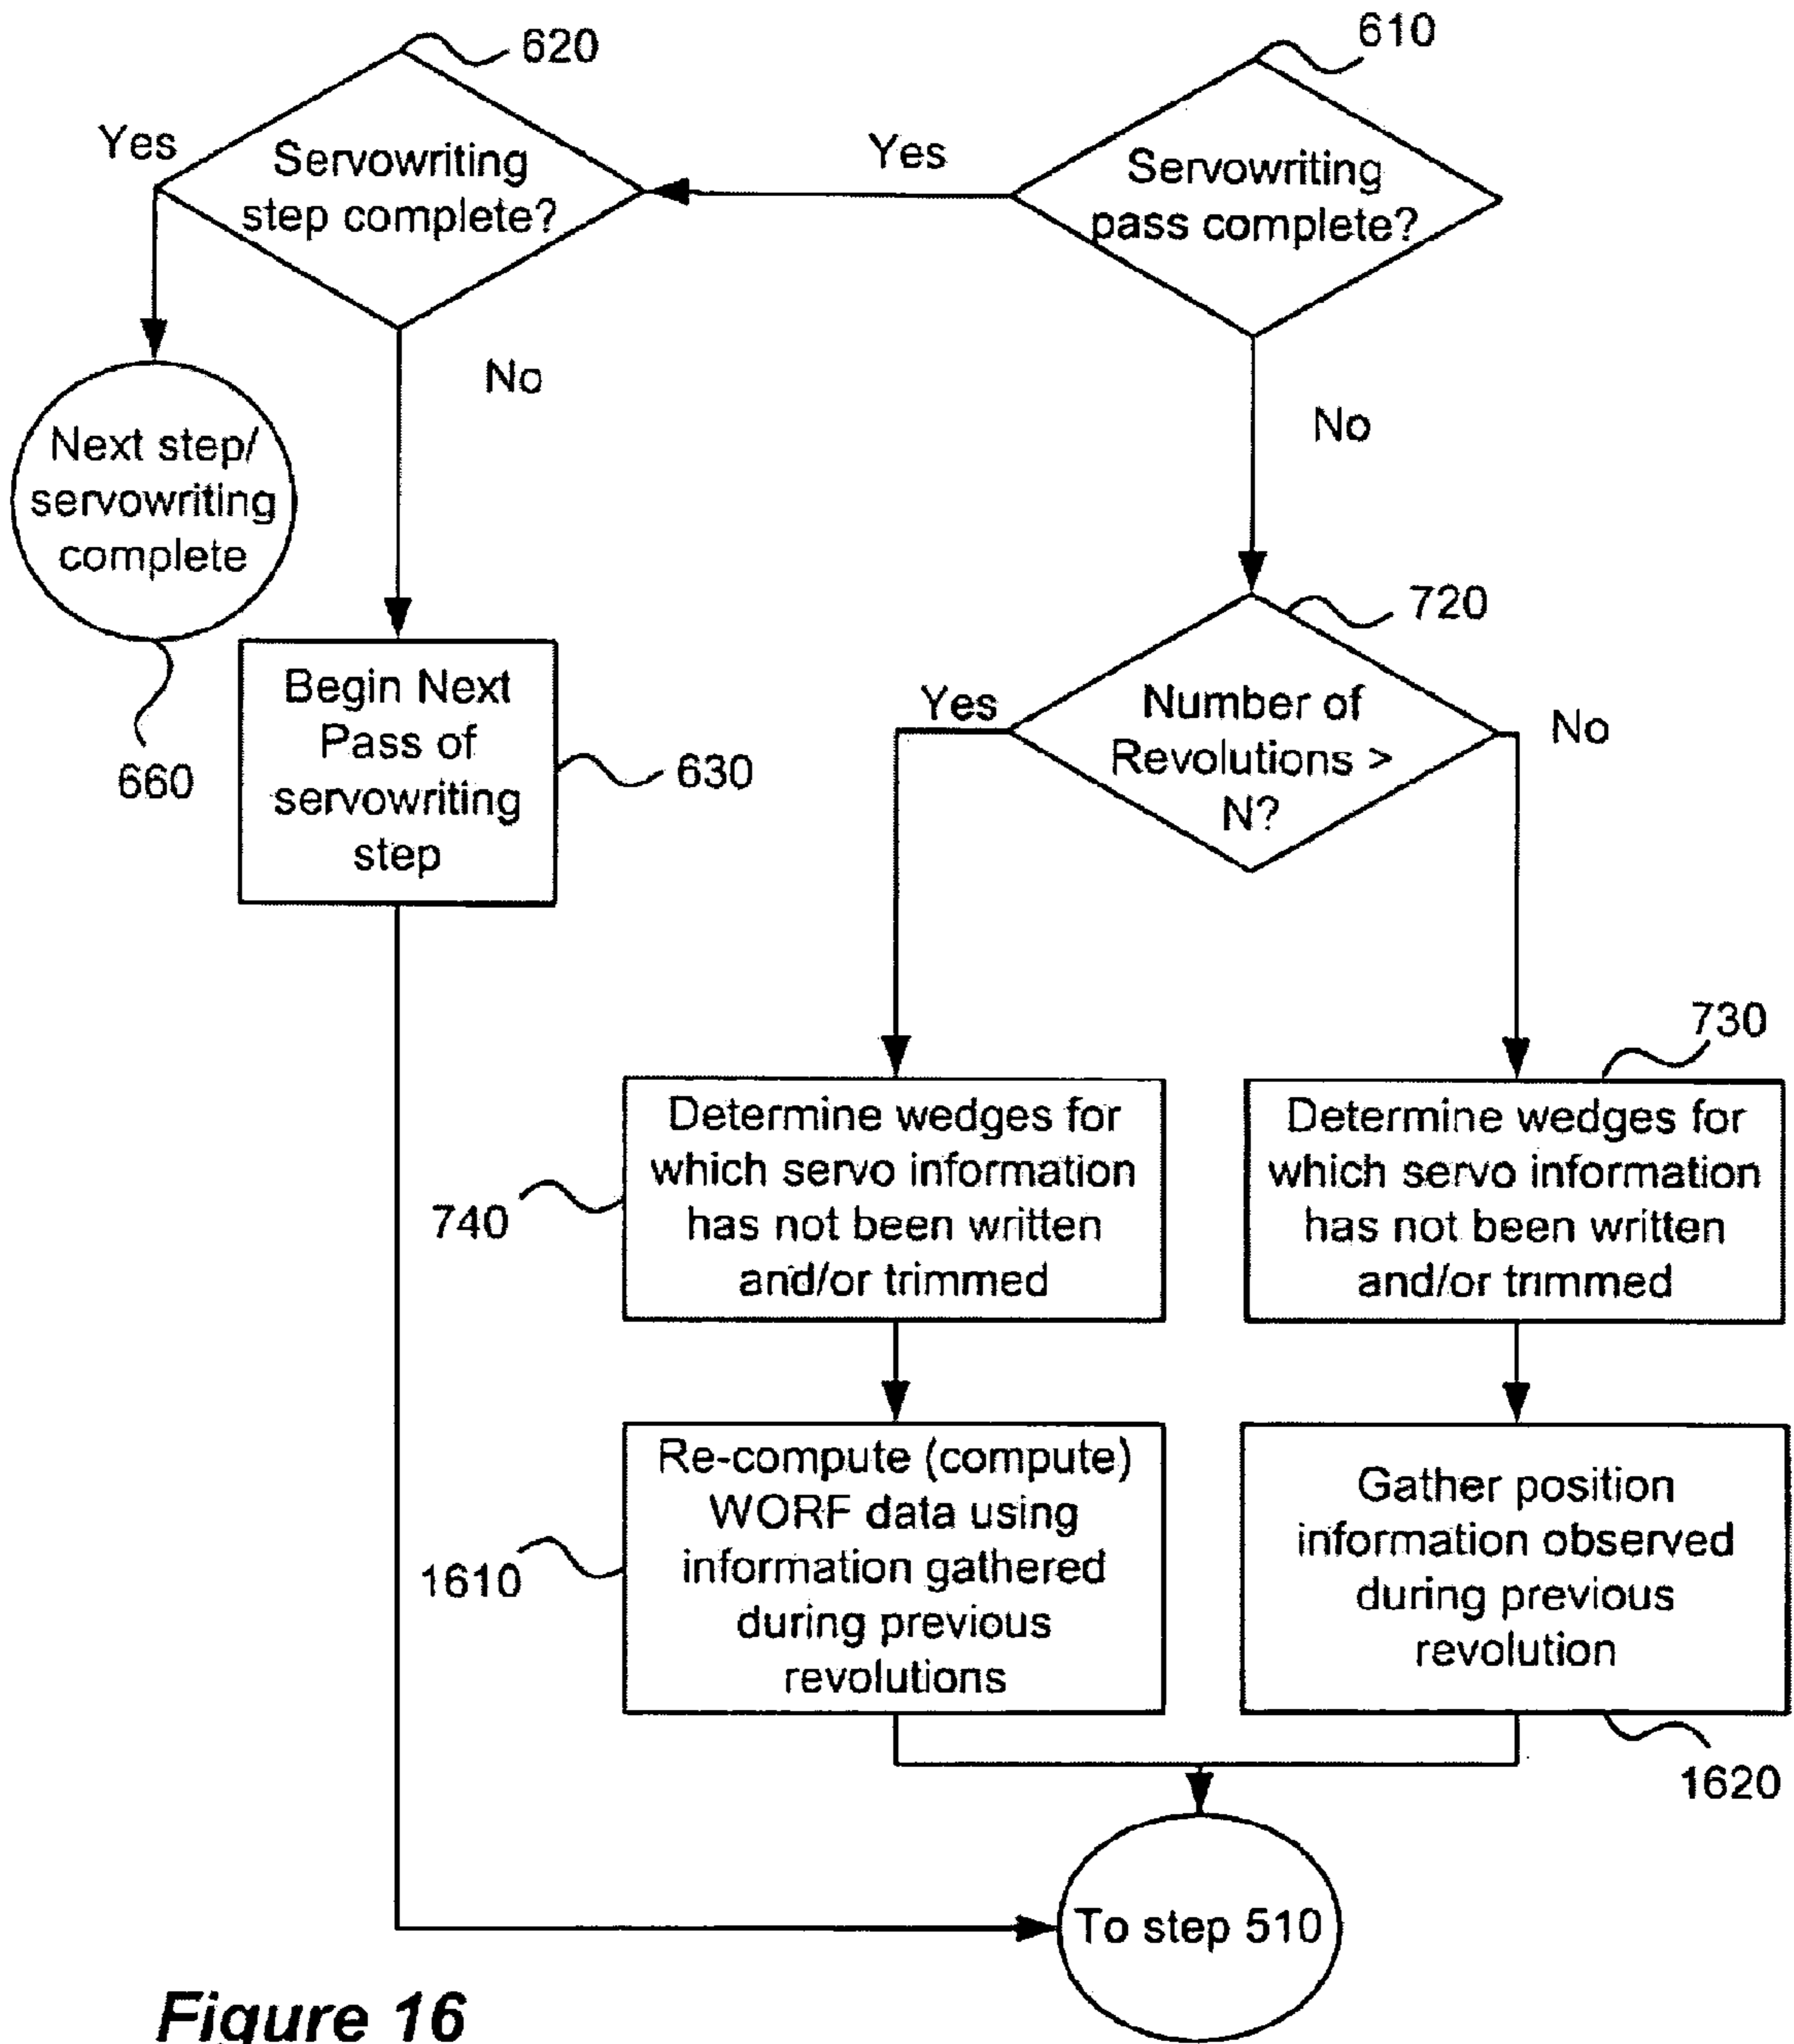 620
610
Yes
Servowriting
step complete?
Yes
Servowriting
pass complete?
No
No
Next step/
servowriting
complete
660
Begin Next
Pass of
servowriting
step
630
720
Yes
Number of
Revolutions >
N?
No
730
Determine wedges for
which servo information
has not been written
and/or trimmed
740
Determine wedges for
which servo information
has not been written
and/or trimmed
Re-compute (compute)
WORF data using
information gathered
during previous
revolutions
1610
Gather position
information observed
during previous
revolution
1620
To step 510
Figure 16